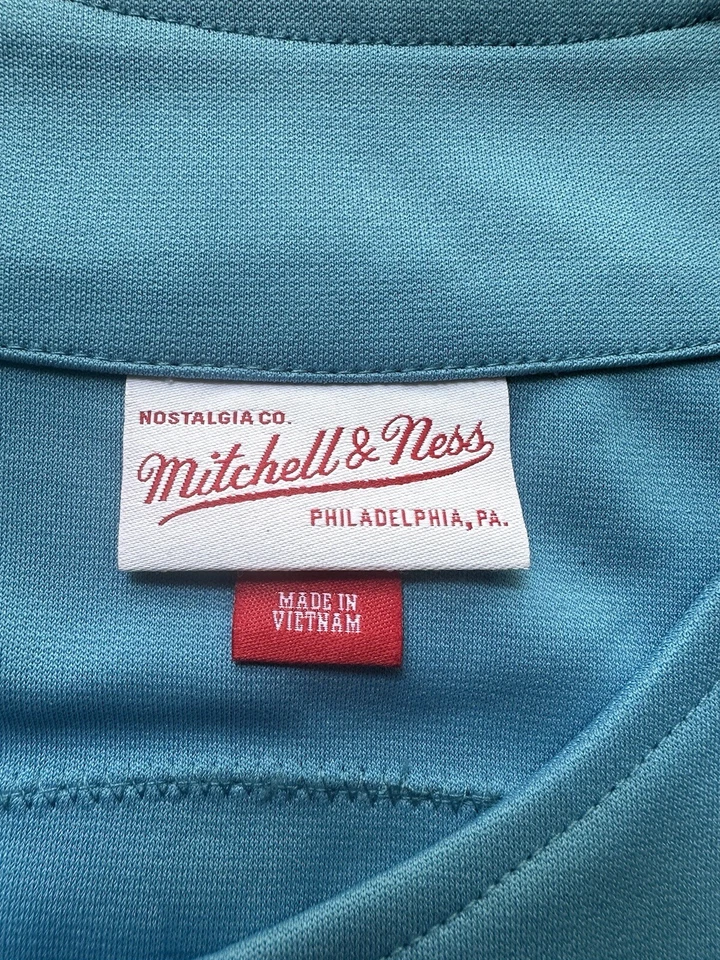 NOSTALGIA CO.
Mitchell & Ness
PHILADELPHIA, PA.
MADE IN
VIETNAM